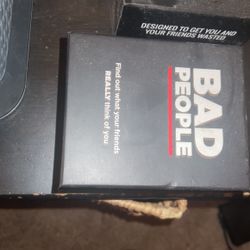 DESIGNED TO GET YOU AND
YOUR FRIENDS WASTED
BAD
PEOPLE
Find out what your friends
REALLY think of you